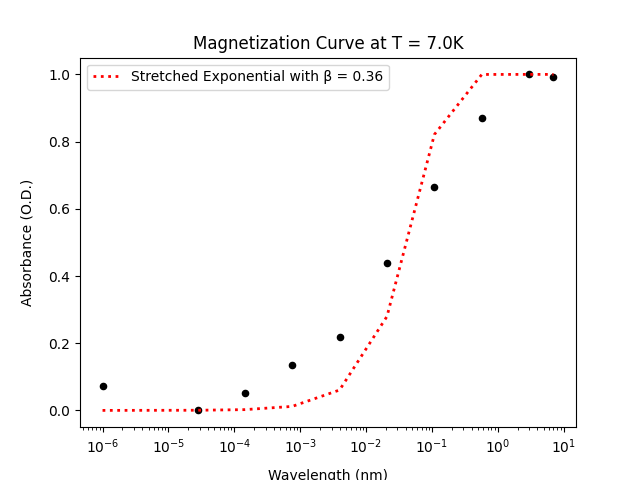 Magnetization Curve at T = 7.0K
Stretched Exponential with β = 0.36
Absorbance (O.D.)
1.0
0.8
0.6
0.4
0.2
0.0
10⁻⁶ 10⁻⁵ 10⁻⁴ 10⁻³ 10⁻² 10⁻¹ 10⁰ 10¹
Wavelength (nm)